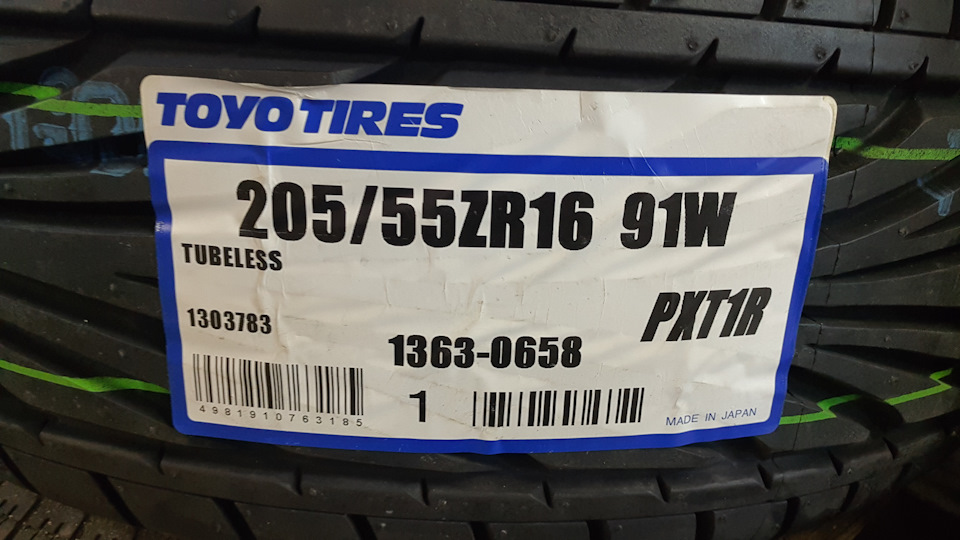 TOYO TIRES
205/55ZR16 91W
TUBELESS
PXT1R
1303783
1363-0658
4981910763185
1
MADE IN JAPAN